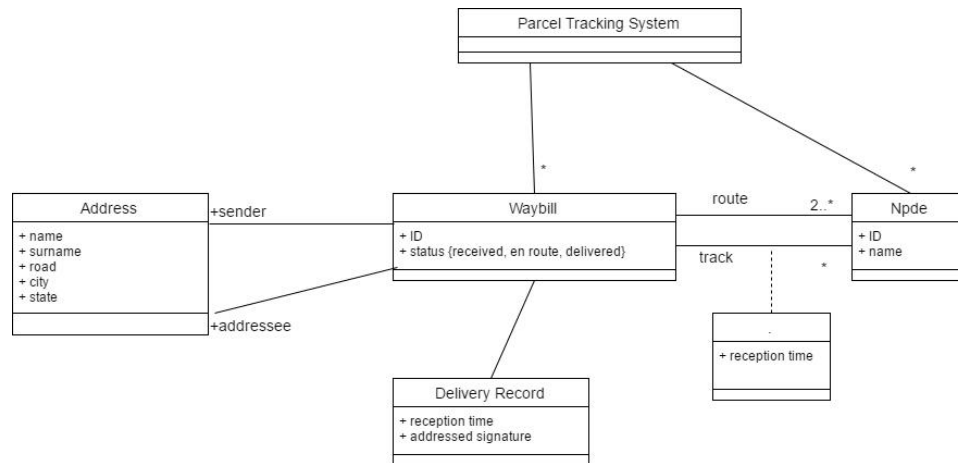 Parcel Tracking System
*
*
Address
+ name
+ surname
+ road
+ city
+ state
+sender
+addressee
Waybill
+ ID
+ status {received, en route, delivered}
route
2..*
track
*
Npde
+ ID
+ name
.
+ reception time
Delivery Record
+ reception time
+ addressed signature